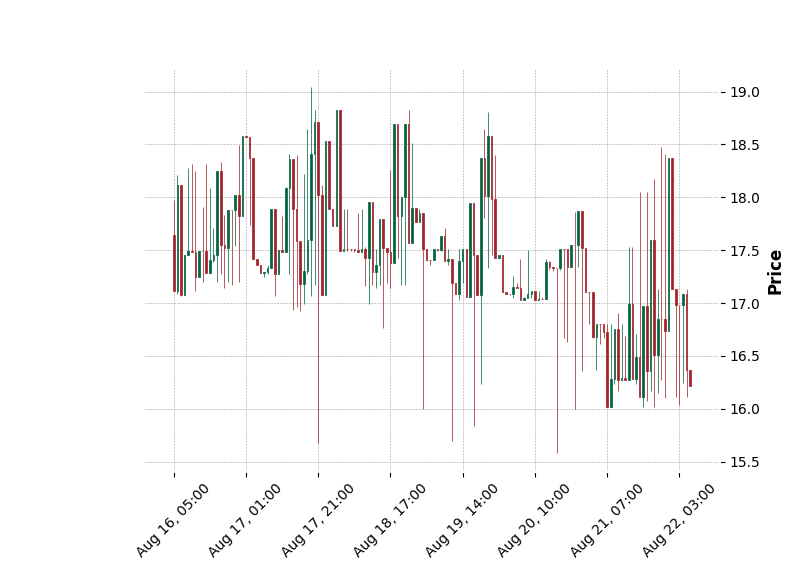 19.0
18.5
18.0
17.5
17.0
16.5
16.0
15.5
Price
Aug 16, 05:00
Aug 17, 01:00
Aug 17, 21:00
Aug 18, 17:00
Aug 19, 14:00
Aug 20, 10:00
Aug 21, 07:00
Aug 22, 03:00